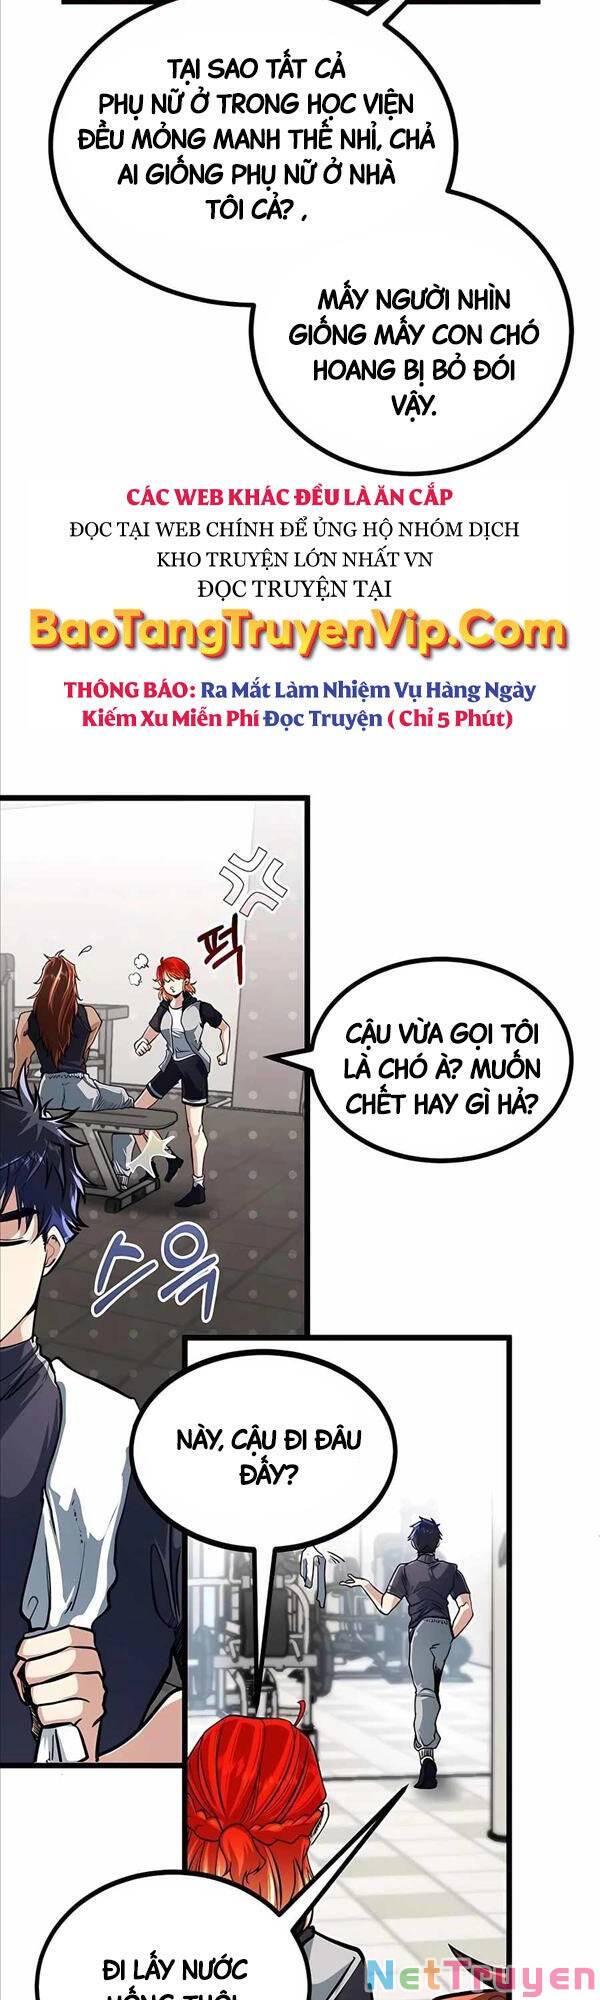 TẠI SAO TẤT CẢ
PHỤ NỮ Ở TRONG HỌC VIỆN
ĐỀU MỎNG MANH THẾ NHỈ, CHẢ
AI GIỐNG PHỤ NỮ Ở NHÀ
TÔI CẢ? ,
MẤY NGƯỜI NHÌN
GIỐNG MẤY CON CHÓ
HOANG BỊ BỎ ĐÓI
VẬY.
CÁC WEB KHÁC ĐỀU LÀ ĂN CẮP
ĐỌC TẠI WEB CHÍNH ĐỂ ỦNG HỘ NHÓM DỊCH
KHO TRUYỆN LỚN NHẤT VN
ĐỌC TRUYỆN TẠI
BaoTangTruyenVip.Com
THÔNG BÁO: Ra Mắt Làm Nhiệm Vụ Hàng Ngày
Kiếm Xu Miễn Phí Đọc Truyện ( Chỉ 5 Phút)
퍽
CẬU VỪA GỌI TÔI
LÀ CHÓ À? MUỐN
CHẾT HAY GÌ HẢ?
스윽
NÀY, CẬU ĐI ĐÂU
ĐẤY?
ĐI LẤY NƯỚC
UỐNG THÔI
NetTruyen